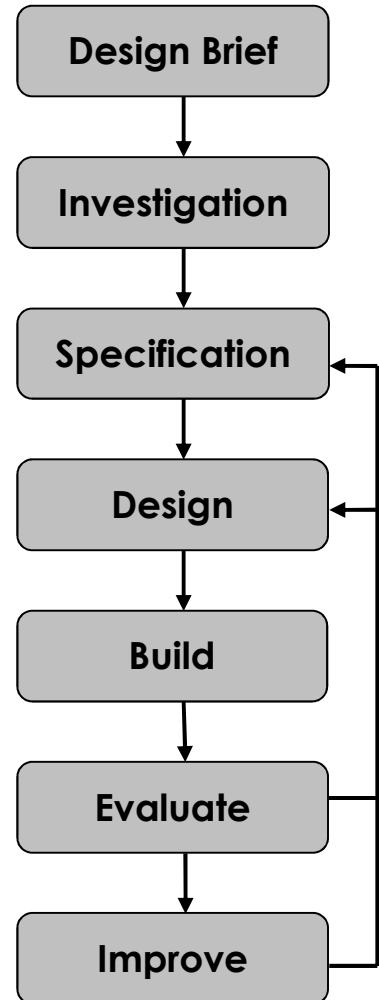 Design Brief
Investigation
Specification
Design
Build
Evaluate
Improve